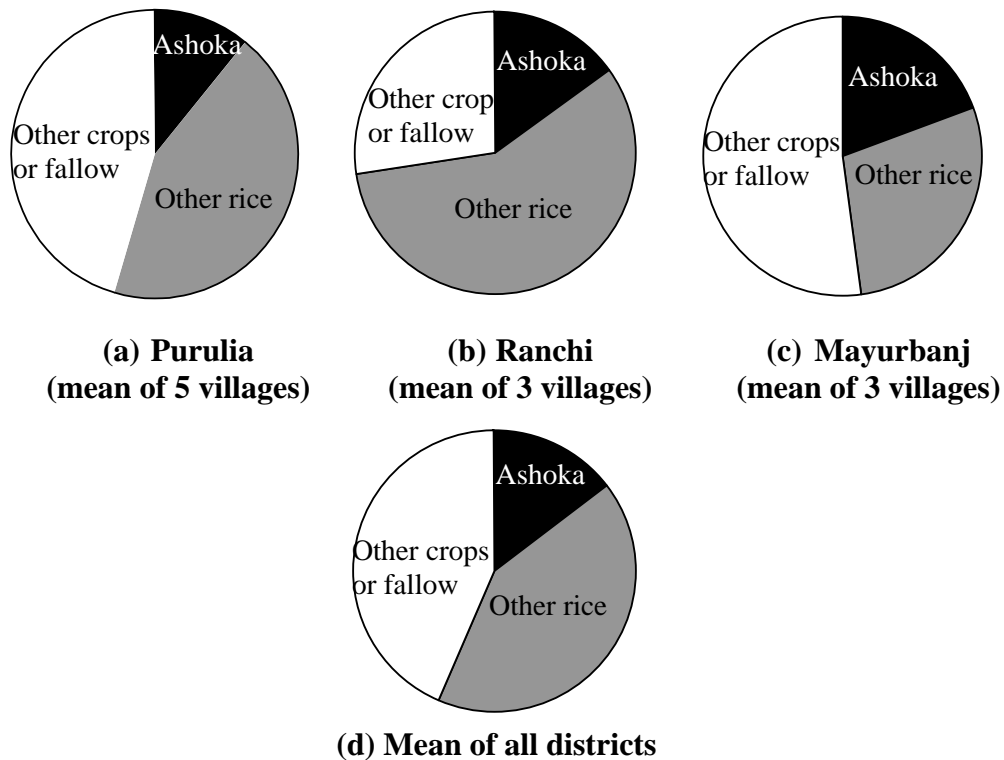 Ashoka
Other crops
or fallow
Other rice
(a) Purulia
(mean of 5 villages)
Ashoka
Other crop
or fallow
Other rice
(b) Ranchi
(mean of 3 villages)
Ashoka
Other crops
or fallow
Other rice
(c) Mayurbanj
(mean of 3 villages)
Ashoka
Other crops
or fallow
Other rice
(d) Mean of all districts